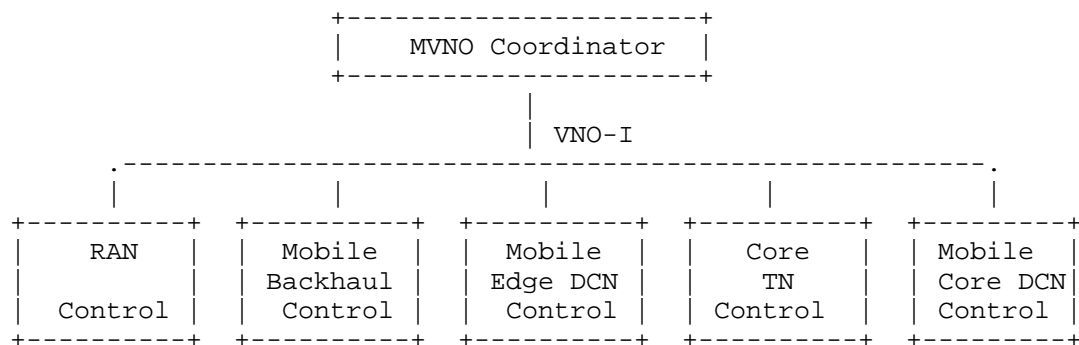 MVNO Coordinator
VNO-I
RAN Mobile Mobile Core Mobile
Backhaul Edge DCN TN Core DCN
Control Control Control Control Control